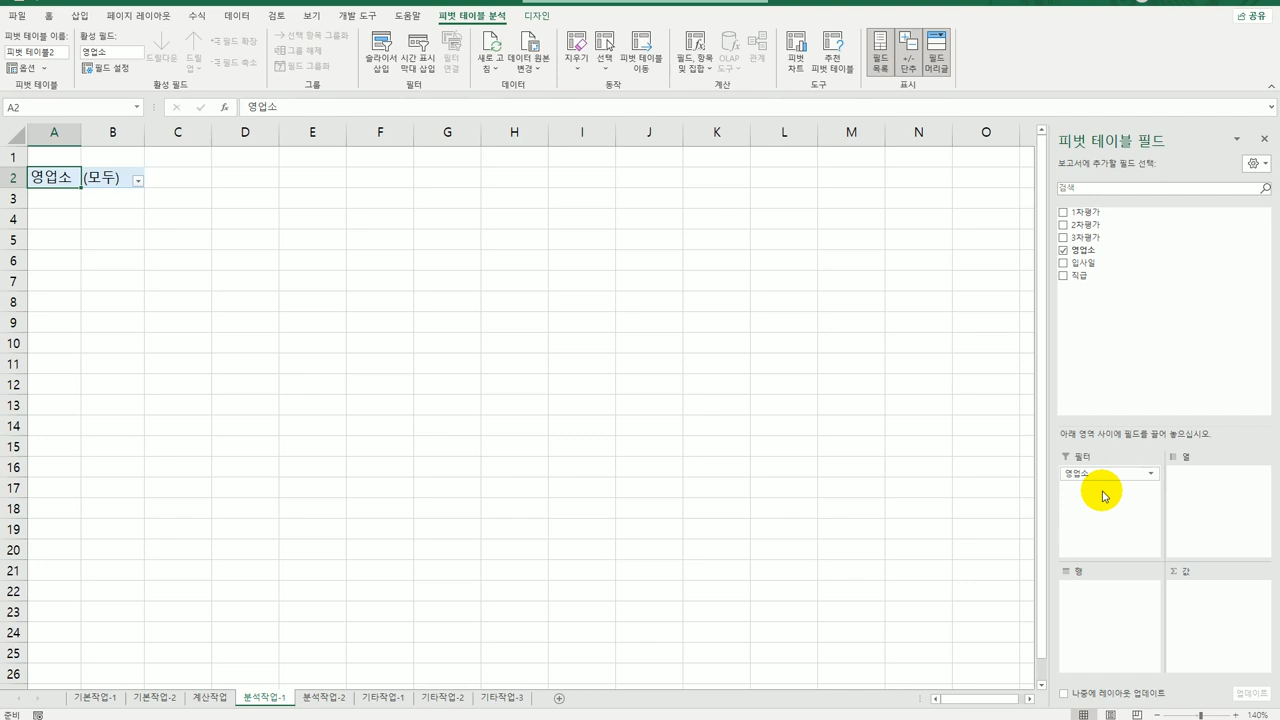 파일 홈 삽입 페이지 레이아웃 수식 데이터 검토 보기 개발 도구 도움말 피벗 테이블 분석 디자인 공유
피벗 테이블 이름: 활성 필드:
피벗 테이블2 영업소
옵션 필드 설정
드릴다운 드릴업 필드 확장 필드 축소
선택 항목 그룹화
그룹 해제
필드 그룹화
슬라이서 삽입 시간 표시 막대 삽입 필터 연결
새로 고침 데이터 원본 변경
지우기 선택 피벗 테이블 이동
필드, 항목 및 집합 OLAP 도구 관계
피벗 차트 추천 피벗 테이블
필드 목록 +/- 단추 필드 머리글
피벗 테이블 활성 필드 그룹 필터 데이터 동작 계산 도구 표시
A2 fx 영업소
A B C D E F G H I J K L M N O
1
2 영업소 (모두)
3
4
5
6
7
8
9
10
11
12
13
14
15
16
17
18
19
20
21
22
23
24
25
26
피벗 테이블 필드
보고서에 추가할 필드 선택:
검색
1차평가
2차평가
3차평가
영업소
입사일
직급
아래 영역 사이에 필드를 끌어 놓으십시오.
필터 열
영업소
행 Σ 값
나중에 레이아웃 업데이트 업데이트
기본작업-1 기본작업-2 계산작업 분석작업-1 분석작업-2 기타작업-1 기타작업-2 기타작업-3
준비 140%